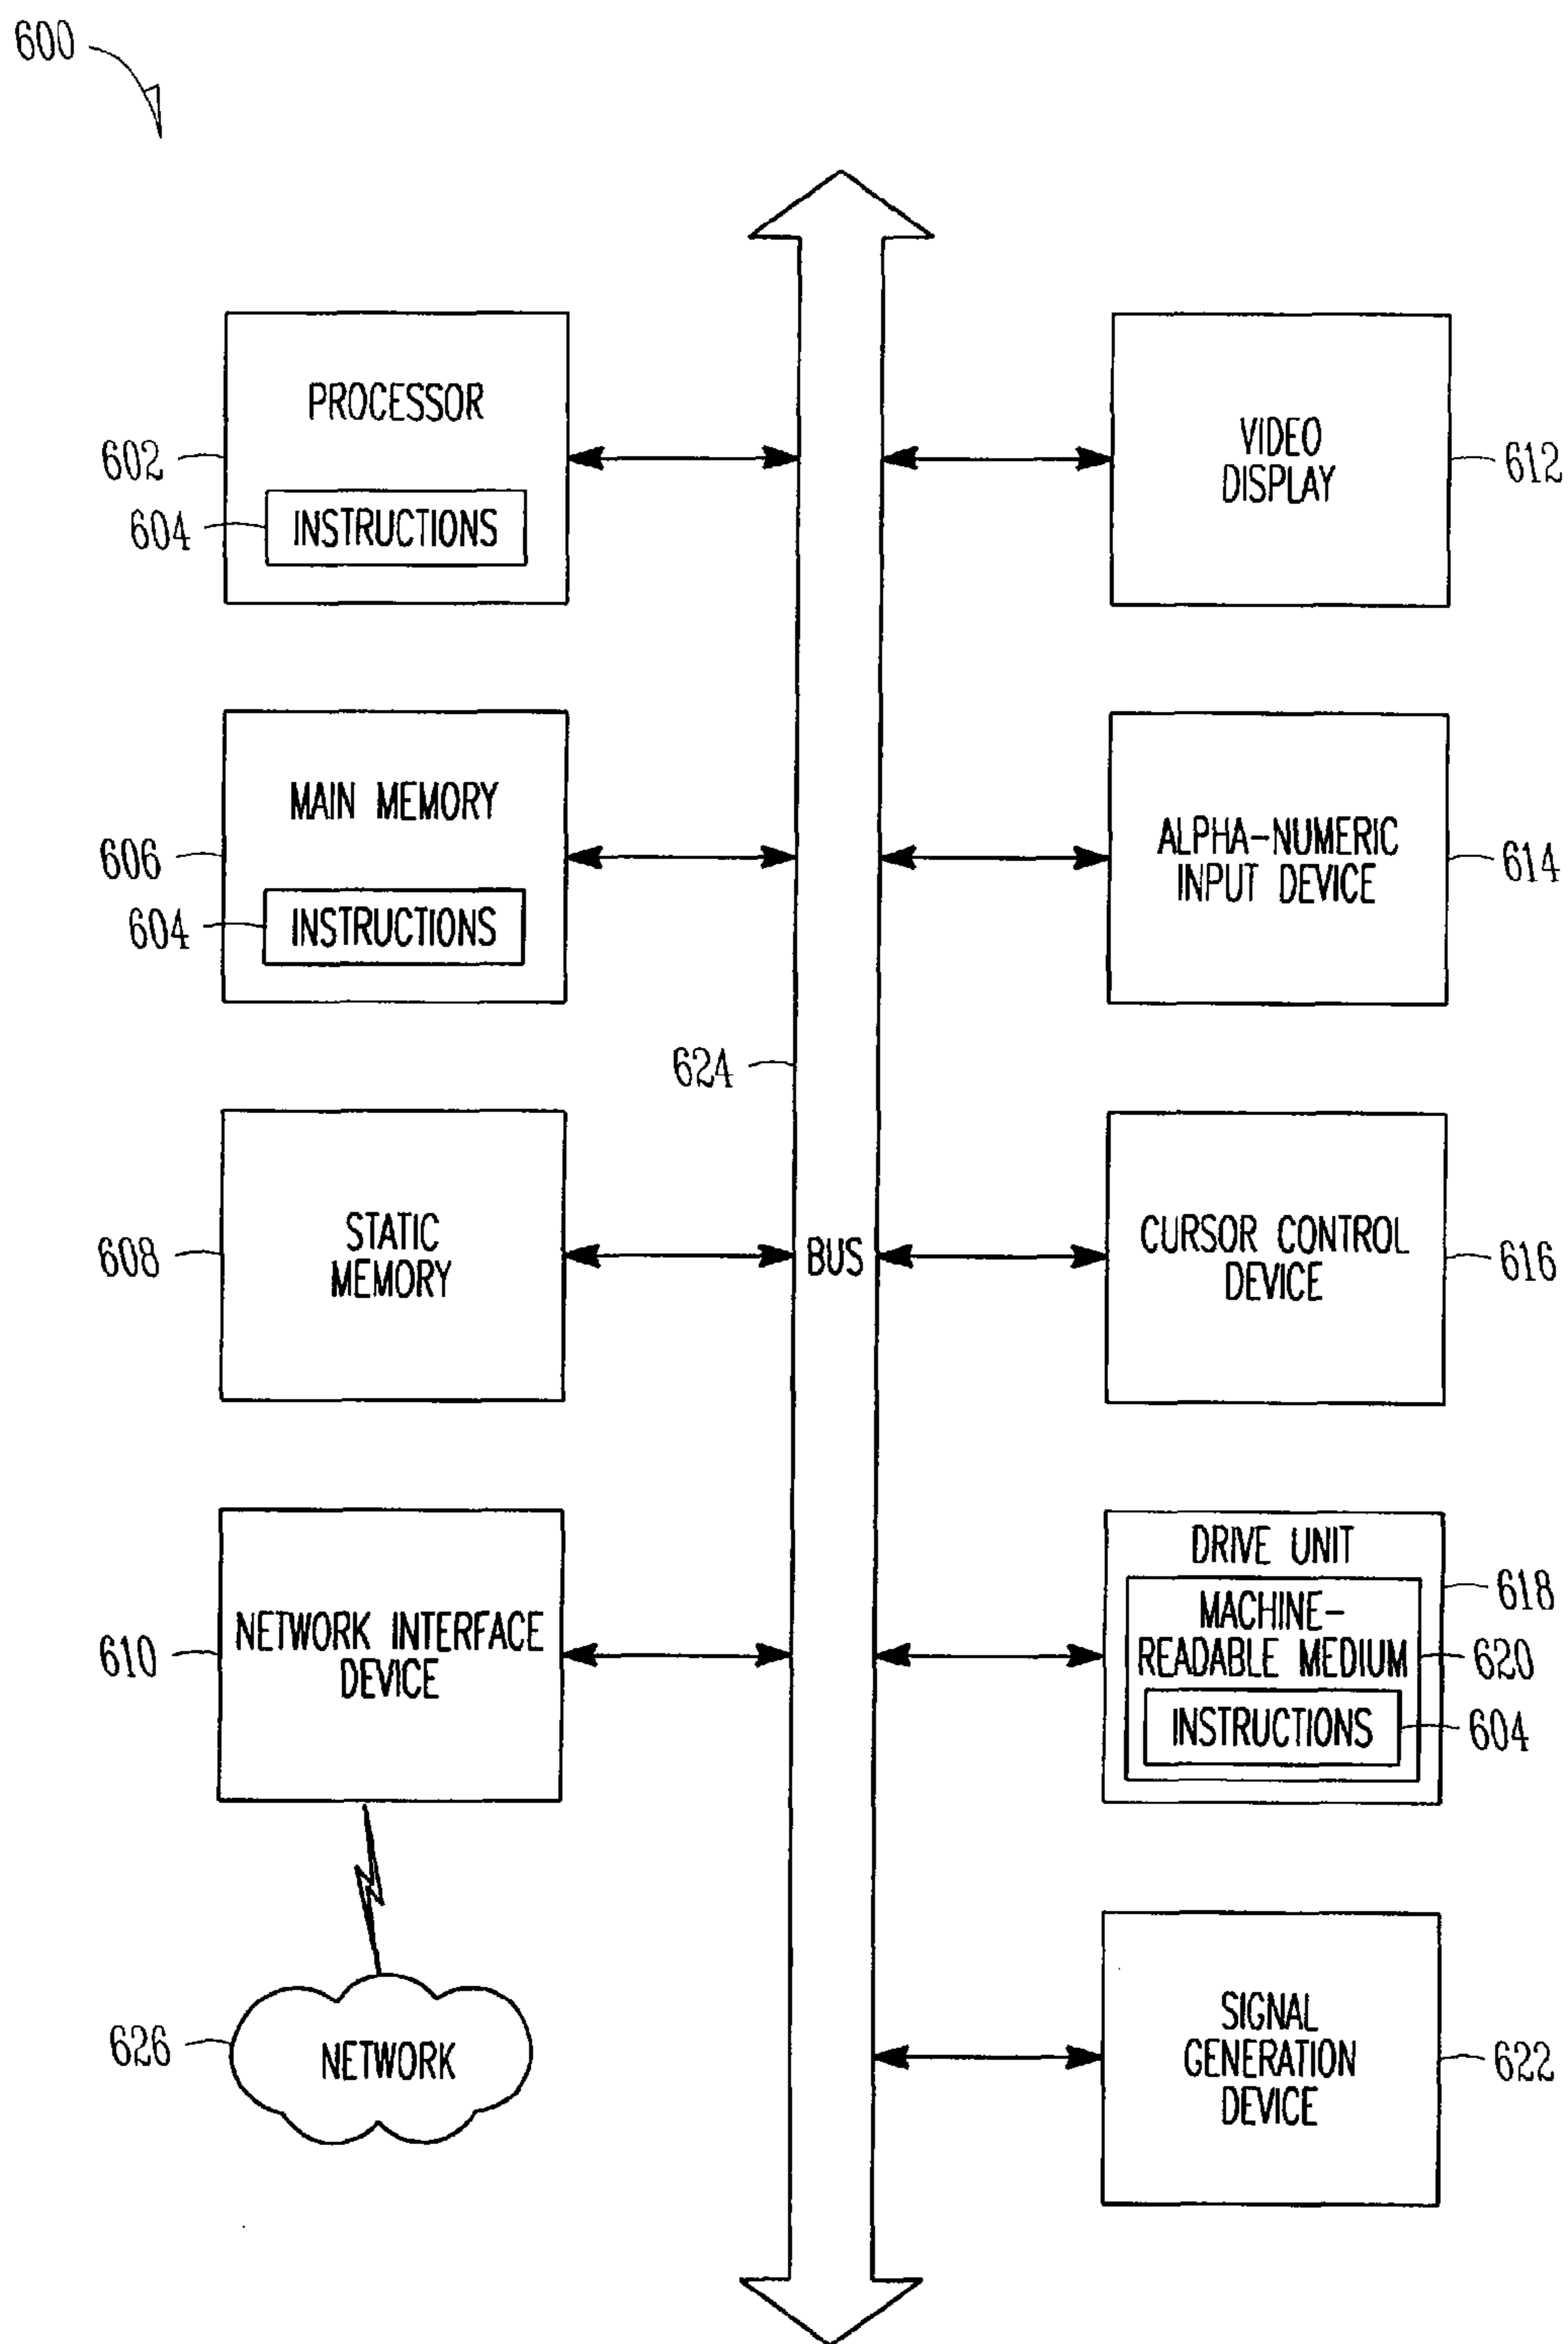 600
PROCESSOR
602
604
INSTRUCTIONS
VIDEO
DISPLAY
612
MAIN MEMORY
606
604
INSTRUCTIONS
ALPHA-NUMERIC
INPUT DEVICE
614
624
STATIC
MEMORY
608
BUS
CURSOR CONTROL
DEVICE
616
NETWORK INTERFACE
DEVICE
610
DRIVE UNIT
618
MACHINE-
READABLE MEDIUM
620
INSTRUCTIONS
604
626
NETWORK
SIGNAL
GENERATION
DEVICE
622